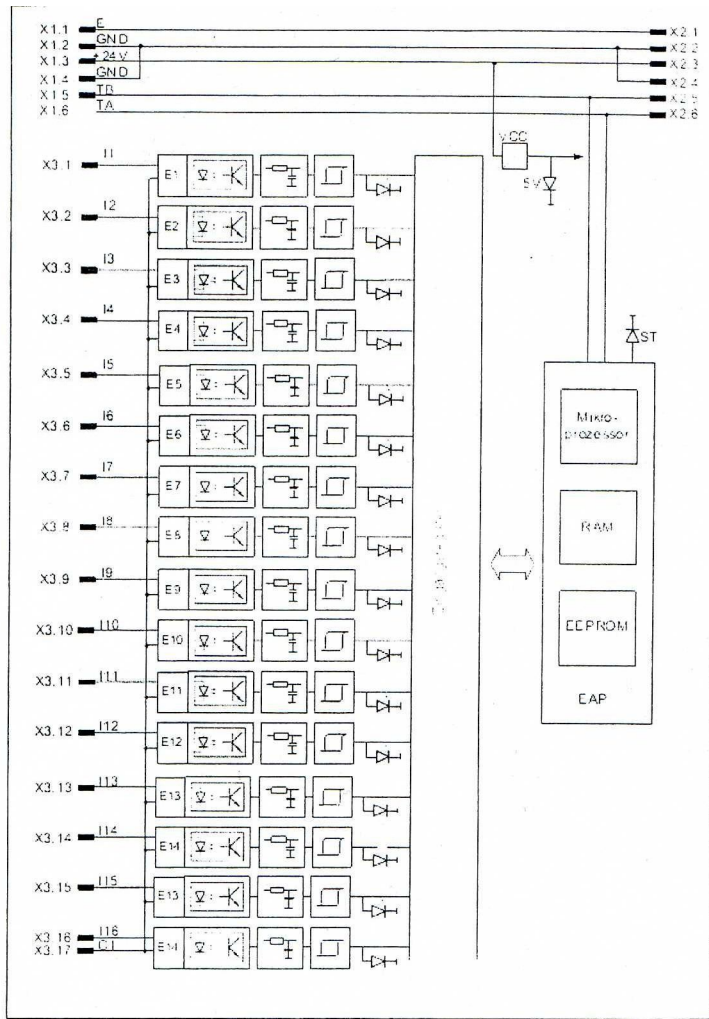 X1.1 E X2.1
X1.2 GND X2.2
X1.3 + 24V X2.3
X1.4 GND X2.4
X1.5 TB X2.5
X1.6 TA X2.6
VCC
5V
X3.1 I1 E1
X3.2 I2 E2
X3.3 I3 E3
X3.4 I4 E4
ST
X3.5 I5 E5
X3.6 I6 E6
Mikro-
prozessor
X3.7 I7 E7
X3.8 I8 E8
RAM
X3.9 I9 E9
X3.10 I10 E10
EEPROM
X3.11 I11 E11
EAP
X3.12 I12 E12
X3.13 I13 E13
X3.14 I14 E14
X3.15 I15 E13
X3.16 I16 E14
X3.17 C1